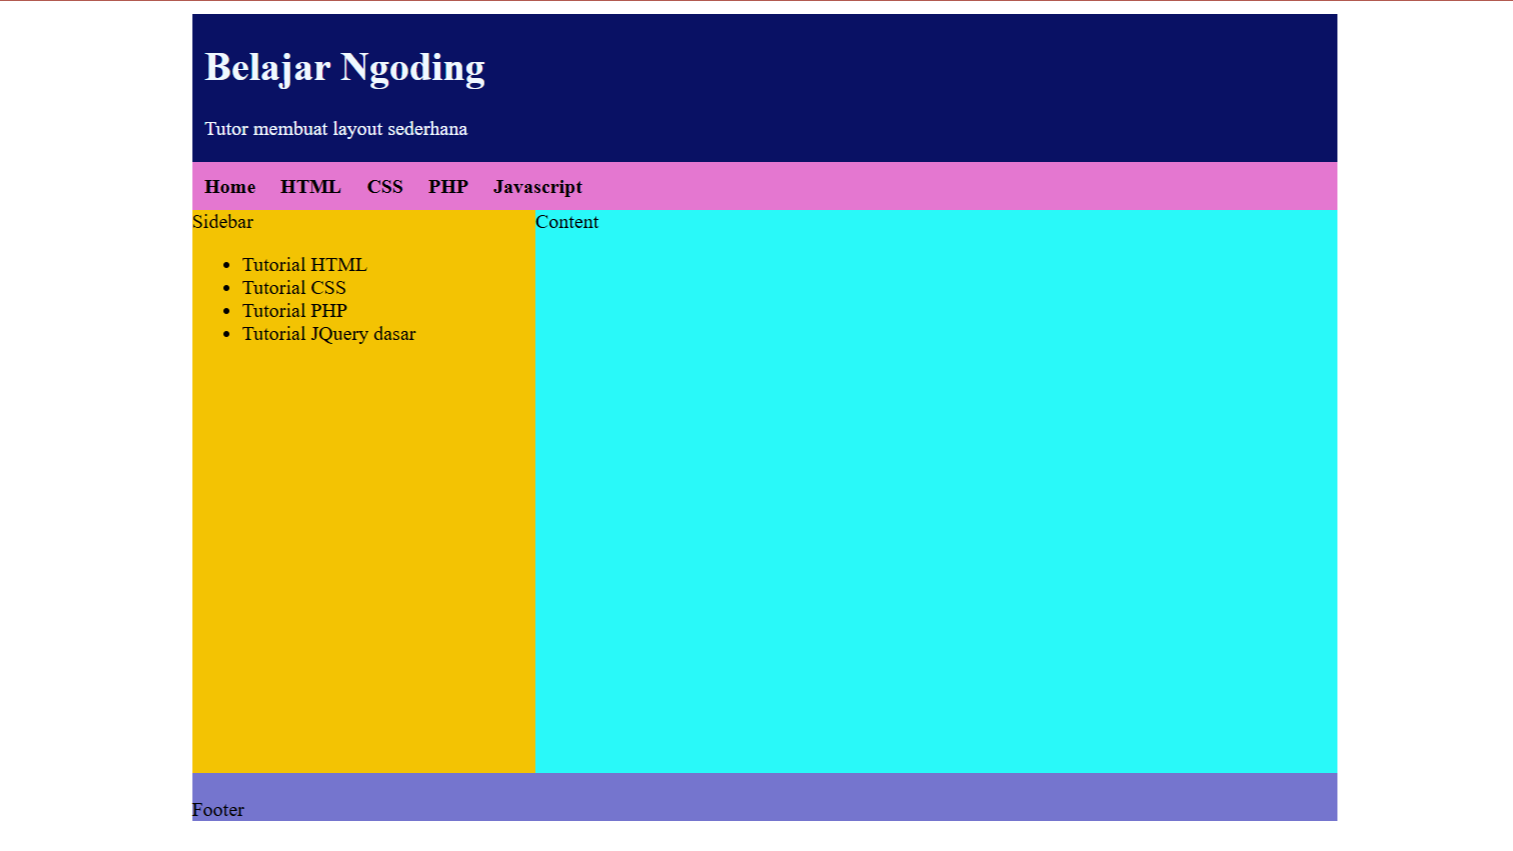 Belajar Ngoding
Tutor membuat layout sederhana
Home HTML CSS PHP Javascript
Sidebar
Tutorial HTML
Tutorial CSS
Tutorial PHP
Tutorial JQuery dasar
Content
Footer